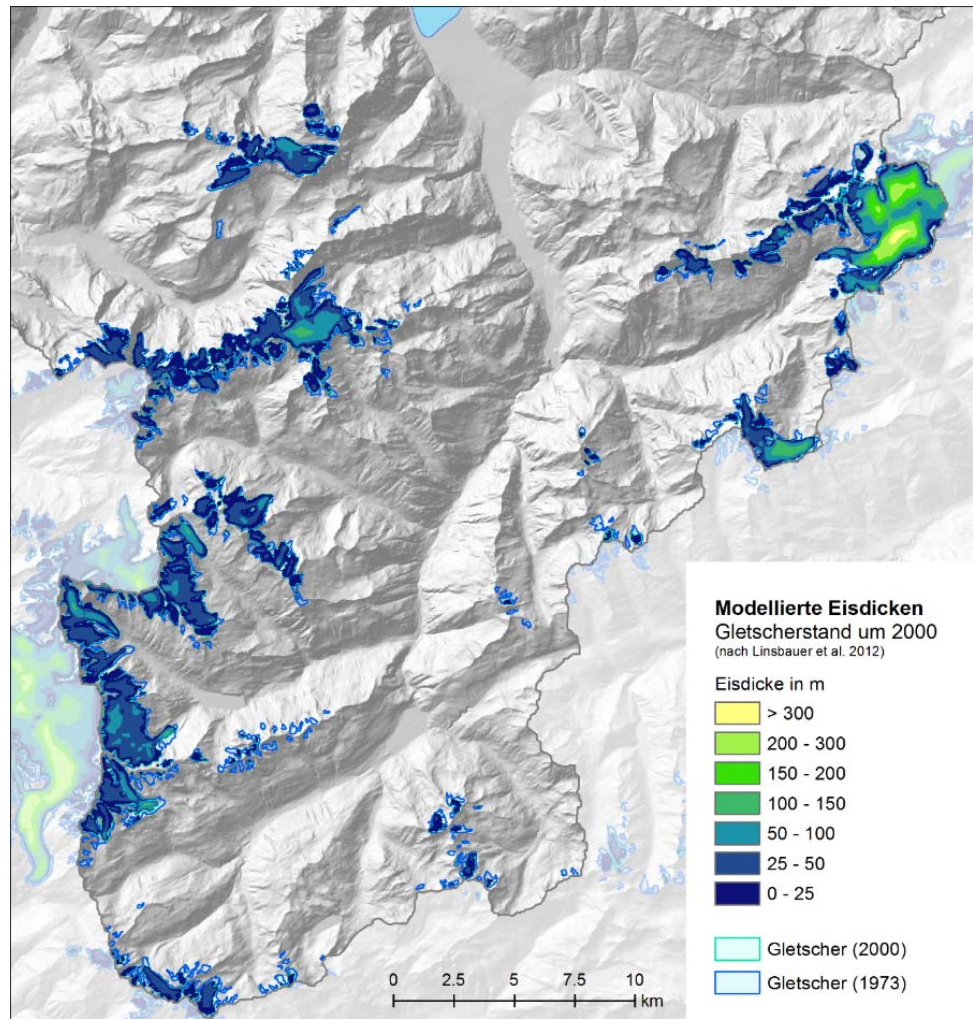 Modellierte Eisdicken
Gletscherstand um 2000
(nach Linsbauer et al. 2012)
Eisdicke in m
> 300
200 - 300
150 - 200
100 - 150
50 - 100
25 - 50
0 - 25
Gletscher (2000)
Gletscher (1973)
0 2.5 5 7.5 10
km